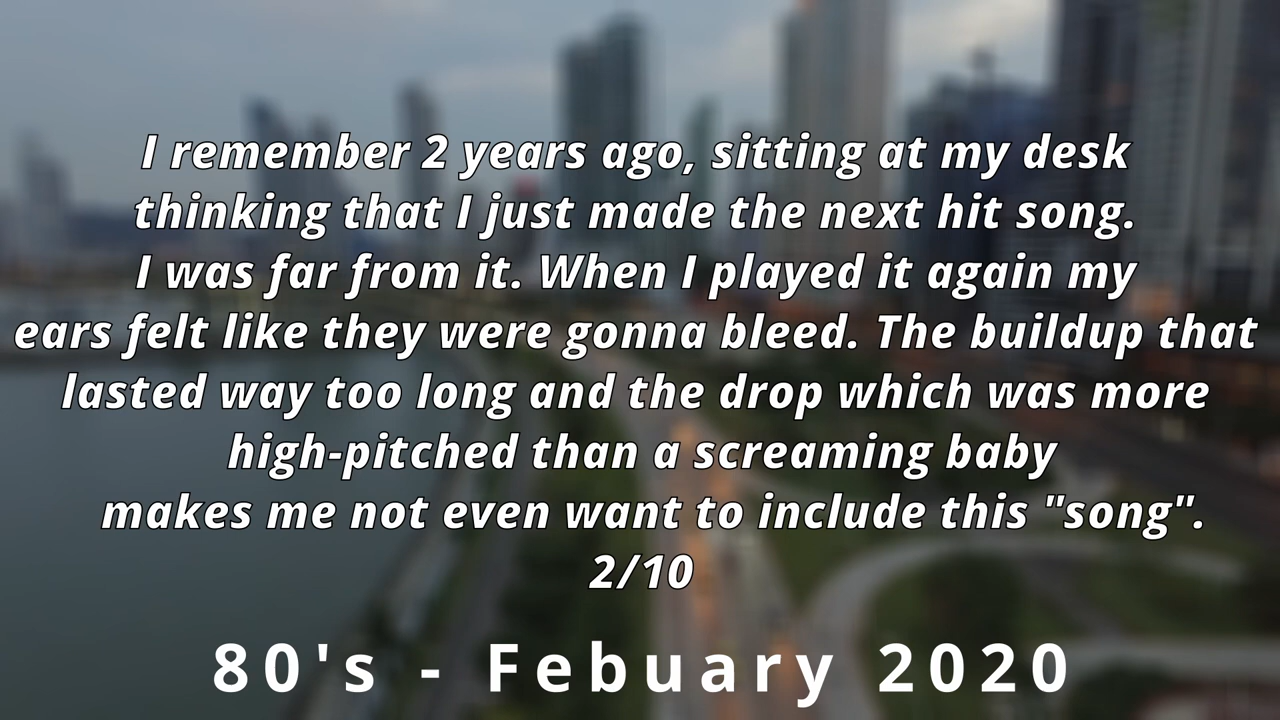 I remember 2 years ago, sitting at my desk
thinking that I just made the next hit song.
I was far from it. When I played it again my
ears felt like they were gonna bleed. The buildup that
lasted way too long and the drop which was more
high-pitched than a screaming baby
makes me not even want to include this "song".
2/10
80's - Febuary 2020